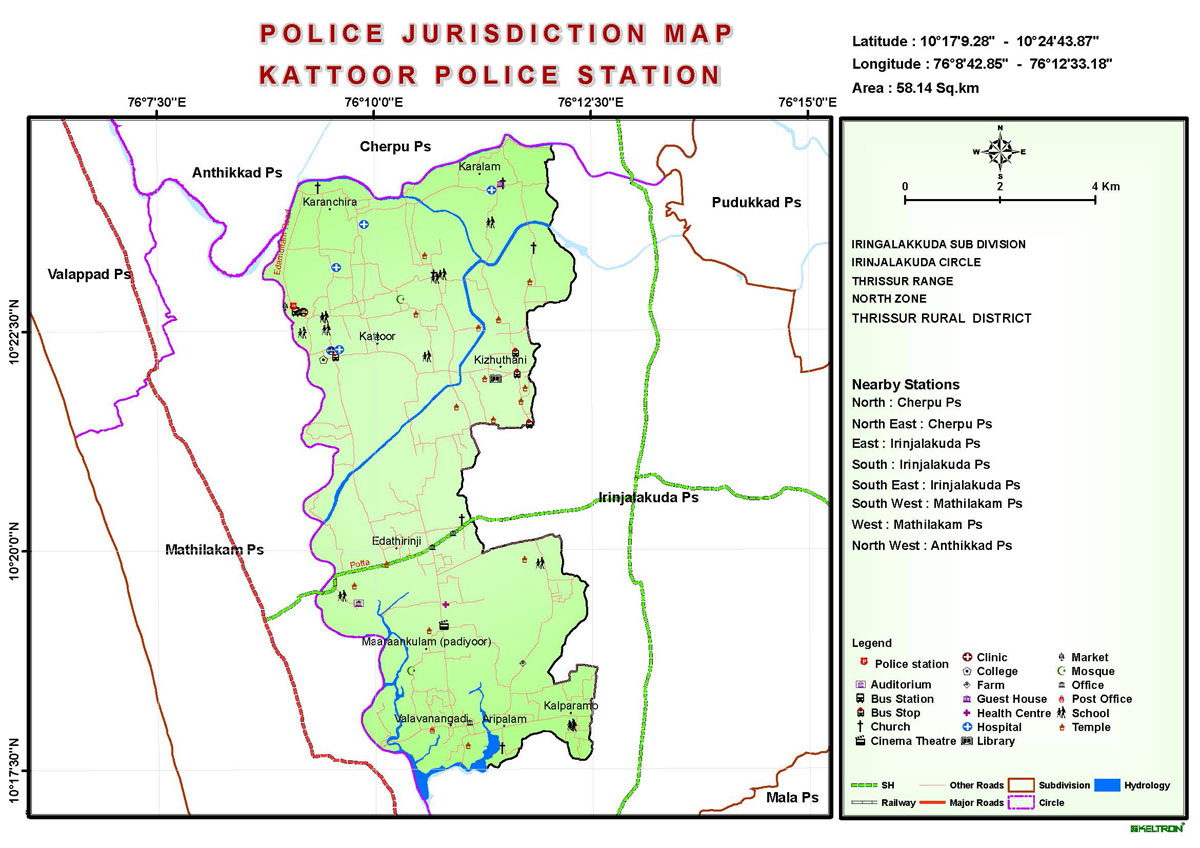 POLICE JURISDICTION MAP
KATTOOR POLICE STATION
Latitude : 10°17'9.28" - 10°24'43.87"
Longitude : 76°8'42.85" - 76°12'33.18"
Area : 58.14 Sq.km
76°7'5.0"E
76°10'0"E
76°12'30"E
76°15'0"E
10°22'30"N
10°20'0"N
10°17'30"N
Cherpu Ps
Anthikkad Ps
Karalam
Karanchira
Pudukkad Ps
Valappad Ps
Kattoor
Kizhuthani
Irinjalakuda Ps
Edathirinji
Mathilakam Ps
Potta
Maaraankulam (padiyoor)
Kalparamb
Valavanangadi
Aripalam
Mala Ps
N
W
E
S
0
2
4 Km
IRINGALAKKUDA SUB DIVISION
IRINJALAKUDA CIRCLE
THRISSUR RANGE
NORTH ZONE
THRISSUR RURAL DISTRICT
Nearby Stations
North : Cherpu Ps
North East : Cherpu Ps
East : Irinjalakuda Ps
South : Irinjalakuda Ps
South East : Irinjalakuda Ps
South West : Mathilakam Ps
West : Mathilakam Ps
North West : Anthikkad Ps
Legend
Police station
Auditorium
Bus Station
Bus Stop
Church
Cinema Theatre
Clinic
College
Farm
Guest House
Health Centre
Hospital
Library
Market
Mosque
Office
Post Office
School
Temple
SH
Other Roads
Subdivision
Hydrology
Railway
Major Roads
Circle
KELTRON